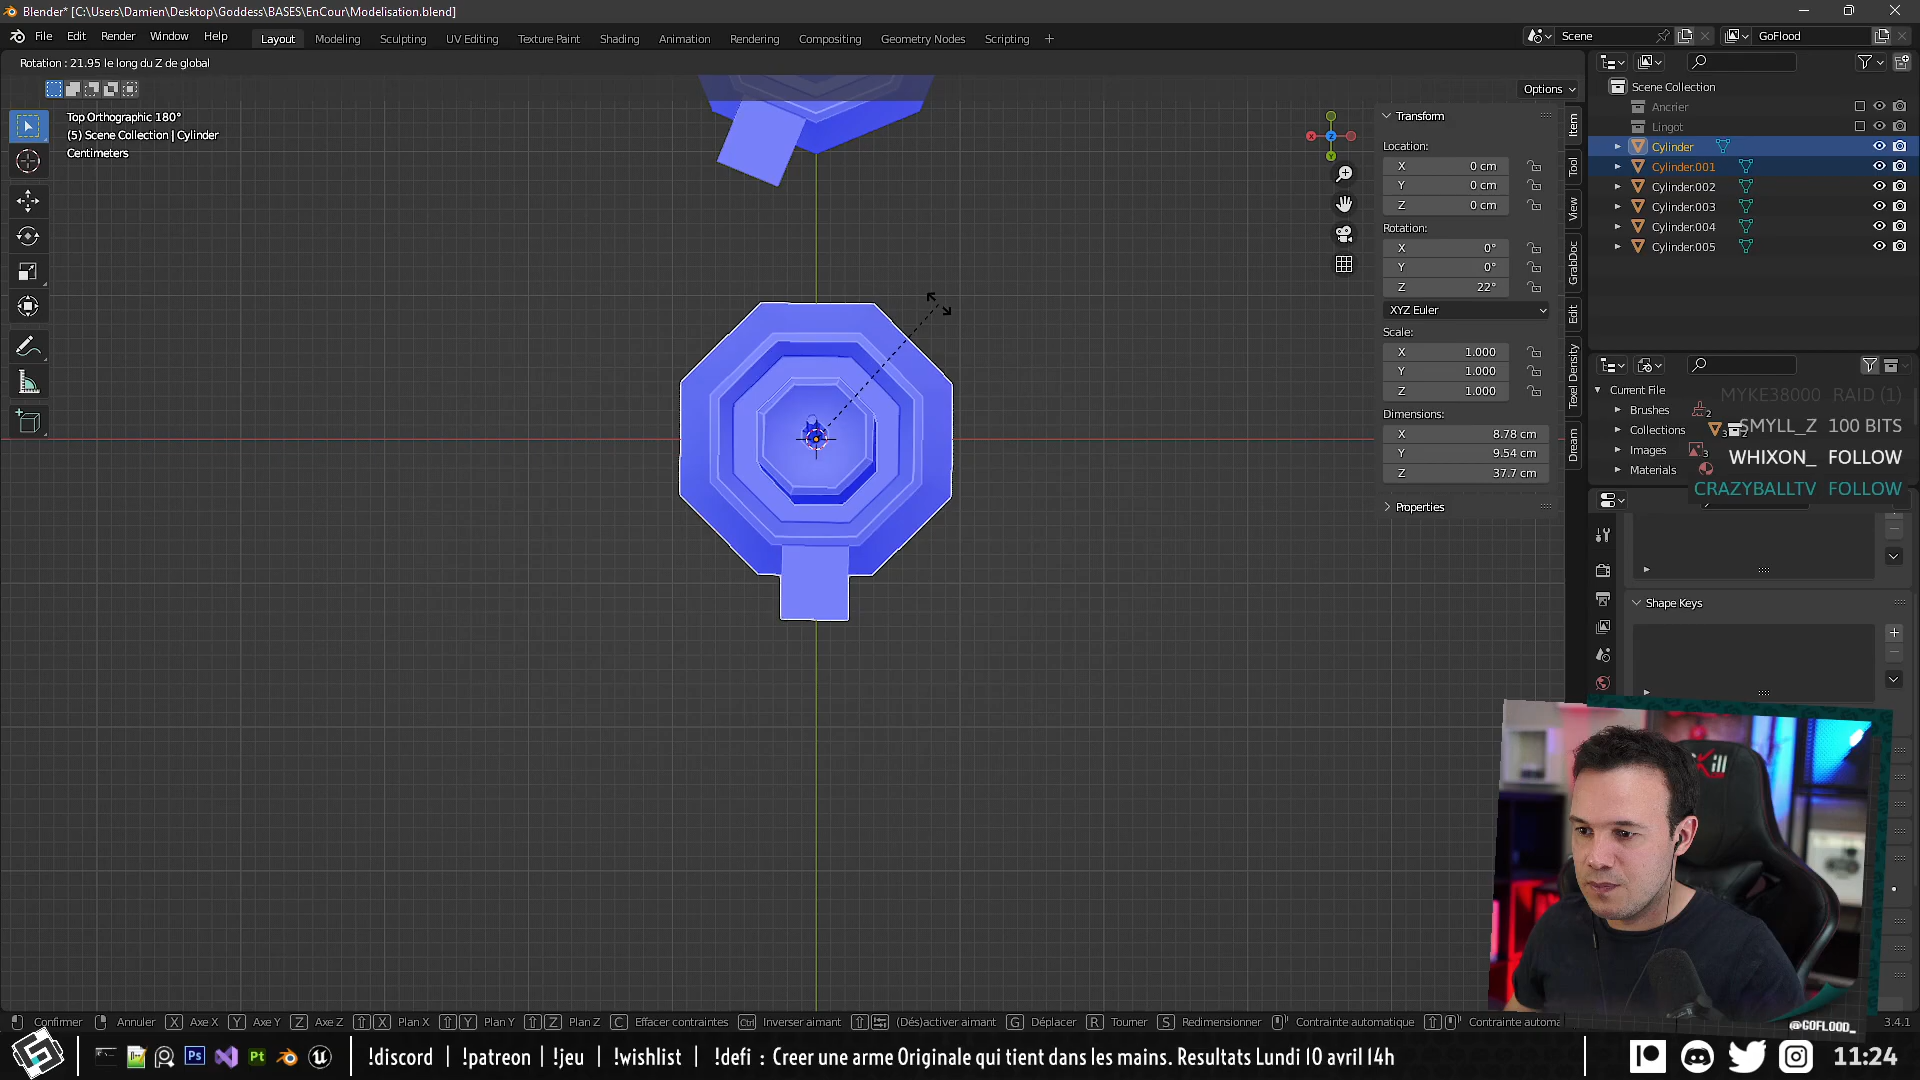 Blender* [C:\Users\Damien\Desktop\Goddess\BASES\EnCour\Modelisation.blend]
File Edit Render Window Help Layout Modeling Sculpting UV Editing Texture Paint Shading Animation Rendering Compositing Geometry Nodes Scripting + Scene GoFlood
Rotation : 21.95 le long du Z de global
Options
Top Orthographic 180°
(5) Scene Collection | Cylinder
Centimeters
Transform
Location:
X 0 cm
Y 0 cm
Z 0 cm
Rotation:
X 0°
Y 0°
Z 22°
XYZ Euler
Scale:
X 1.000
Y 1.000
Z 1.000
Dimensions:
X 8.78 cm
Y 9.54 cm
Z 37.7 cm
Properties
Item
Tool
View
GrabDoc
Edit
Texel Density
Dream
Scene Collection
Ancrier
Lingot
Cylinder
Cylinder.001
Cylinder.002
Cylinder.003
Cylinder.004
Cylinder.005
Current File
Brushes 2
Collections
Images 3
Materials
MYKE38000 RAID (1)
SMYLL_Z 100 BITS
WHIXON_ FOLLOW
CRAZYBALLTV FOLLOW
Shape Keys
Confirmer Annuler X Axe X Y Axe Y Z Axe Z X Plan X Y Plan Y Z Plan Z C Effacer contraintes Ctrl Inverser aimant (Dés)activer aimant G Déplacer R Tourner S Redimensionner Contrainte automatique Contrainte automa
3.4.1
@GOFLOOD_
!discord | !patreon | !jeu | !wishlist | !defi : Creer une arme Originale qui tient dans les mains. Resultats Lundi 10 avril 14h
11:24